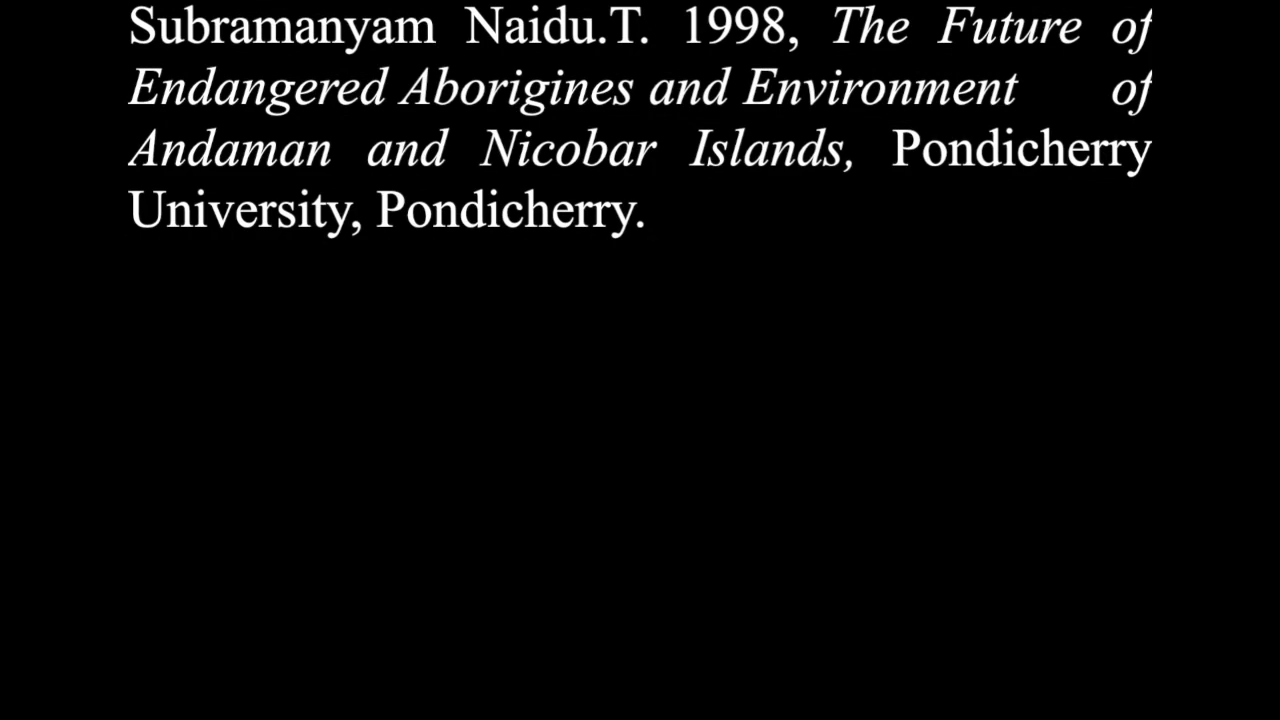 Subramanyam Naidu.T. 1998, The Future of
Endangered Aborigines and Environment of
Andaman and Nicobar Islands, Pondicherry
University, Pondicherry.